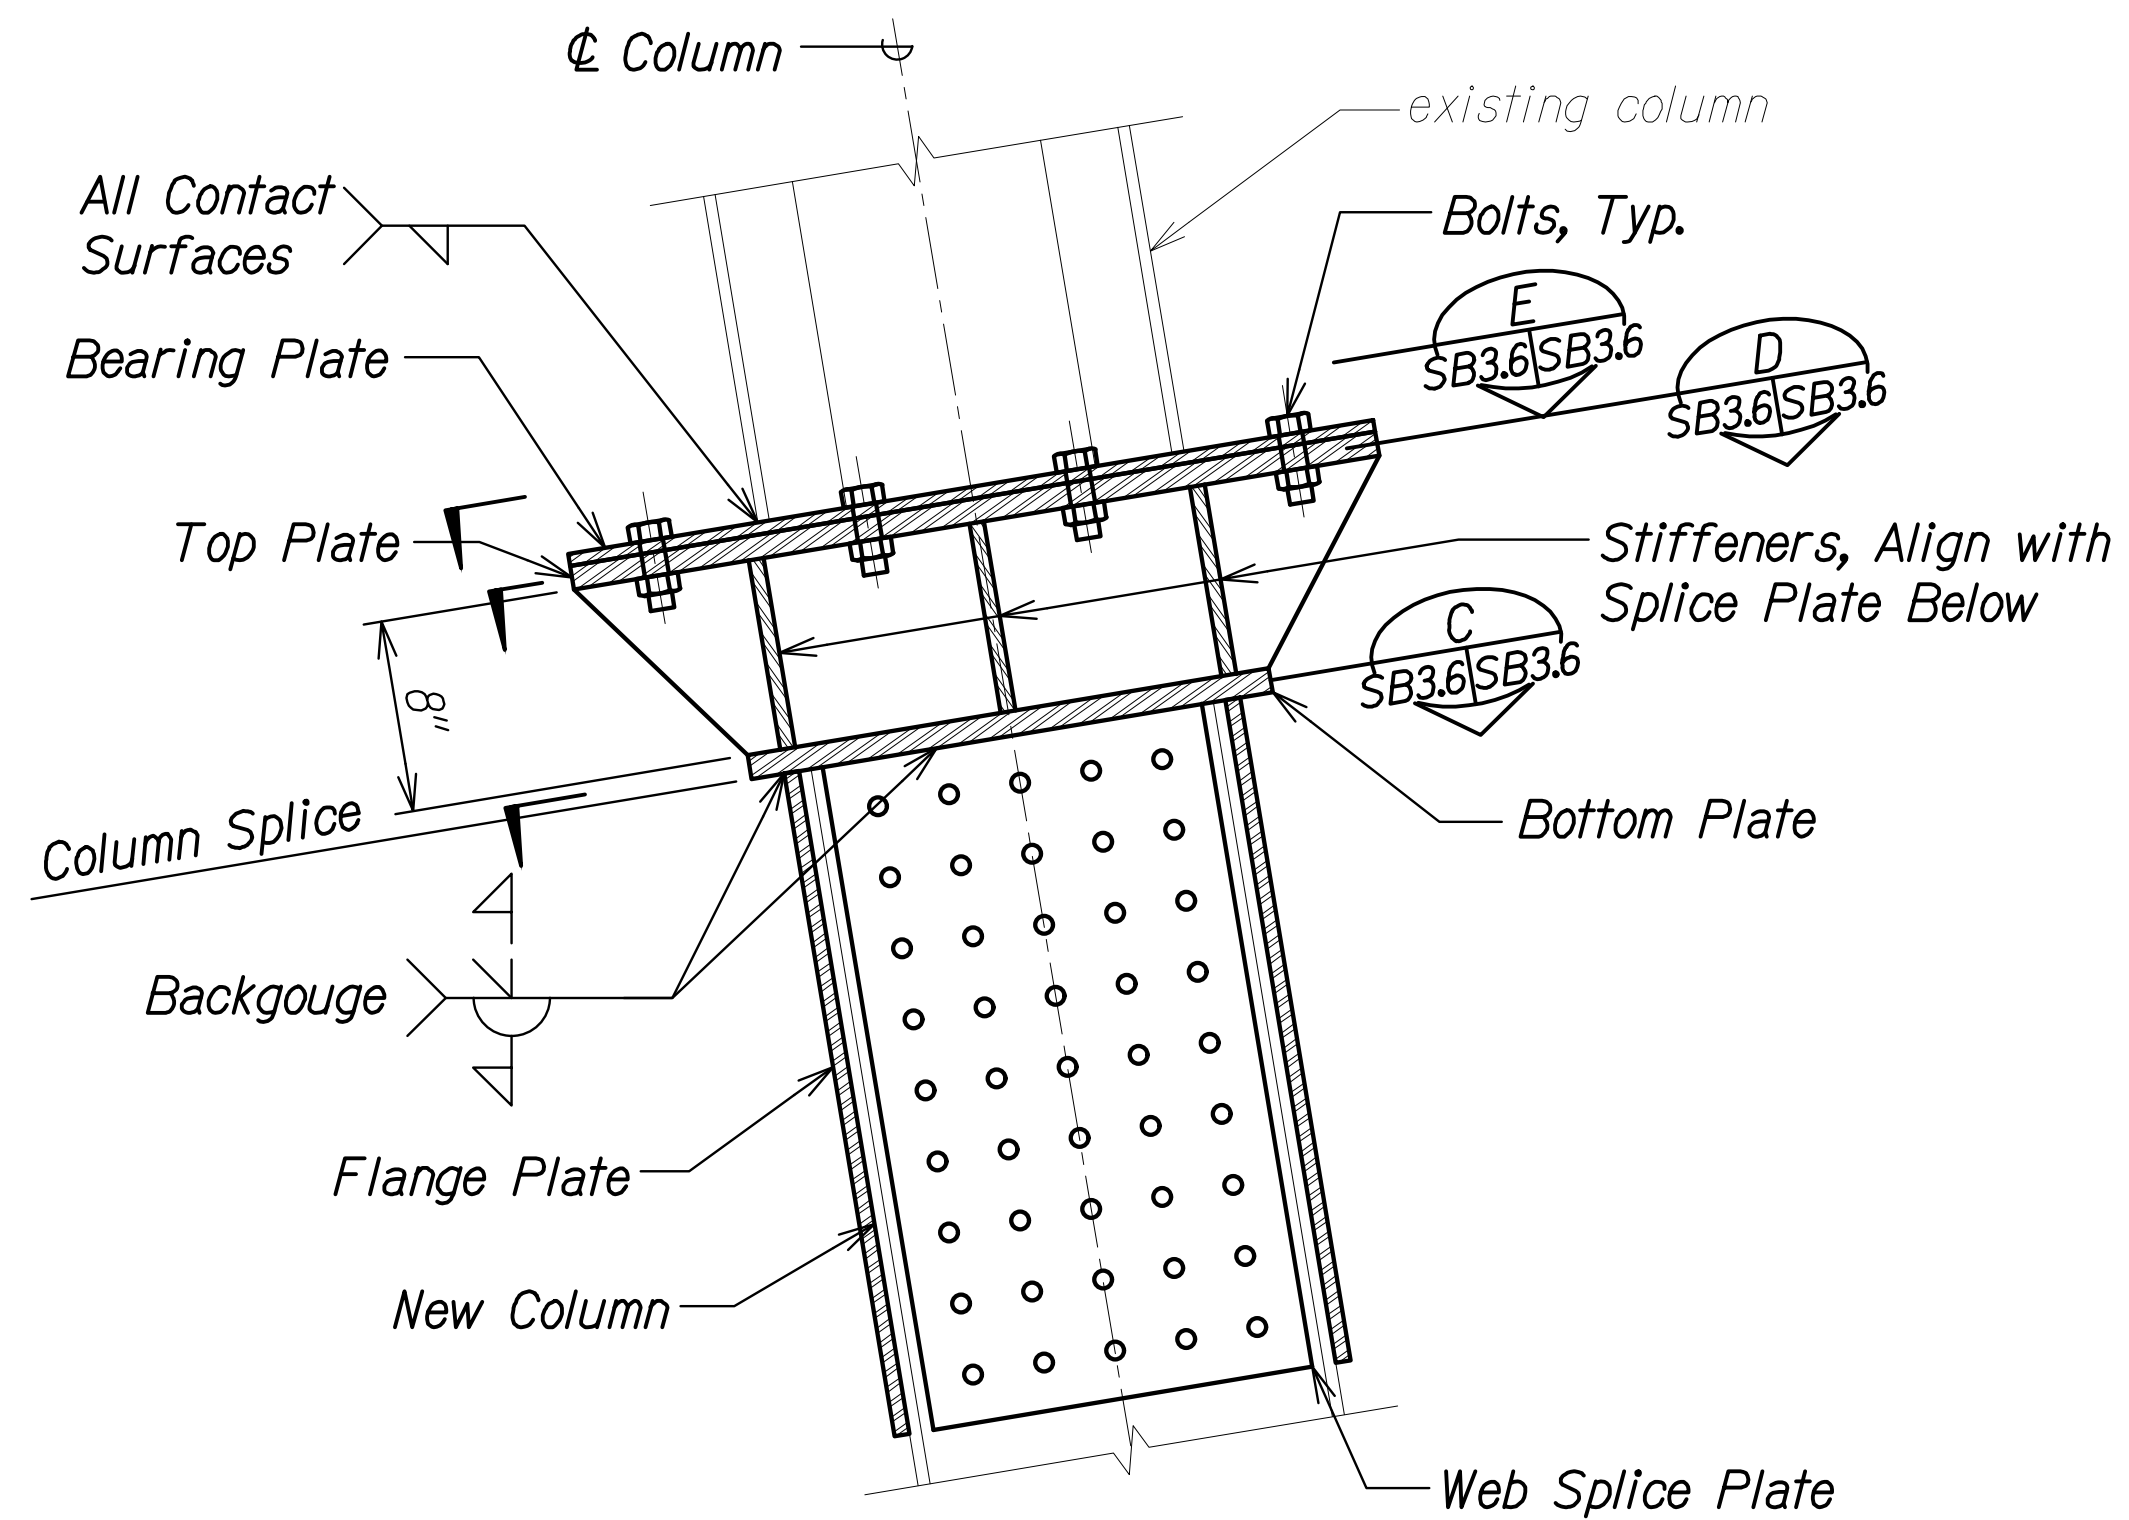 ℄ Column
existing column
All Contact
Surfaces
Bolts, Typ.
E
SB3.6 SB3.6
D
SB3.6 SB3.6
Bearing Plate
Top Plate
Stiffeners, Align with
Splice Plate Below
C
SB3.6 SB3.6
8"
Column Splice
Bottom Plate
Backgouge
Flange Plate
New Column
Web Splice Plate